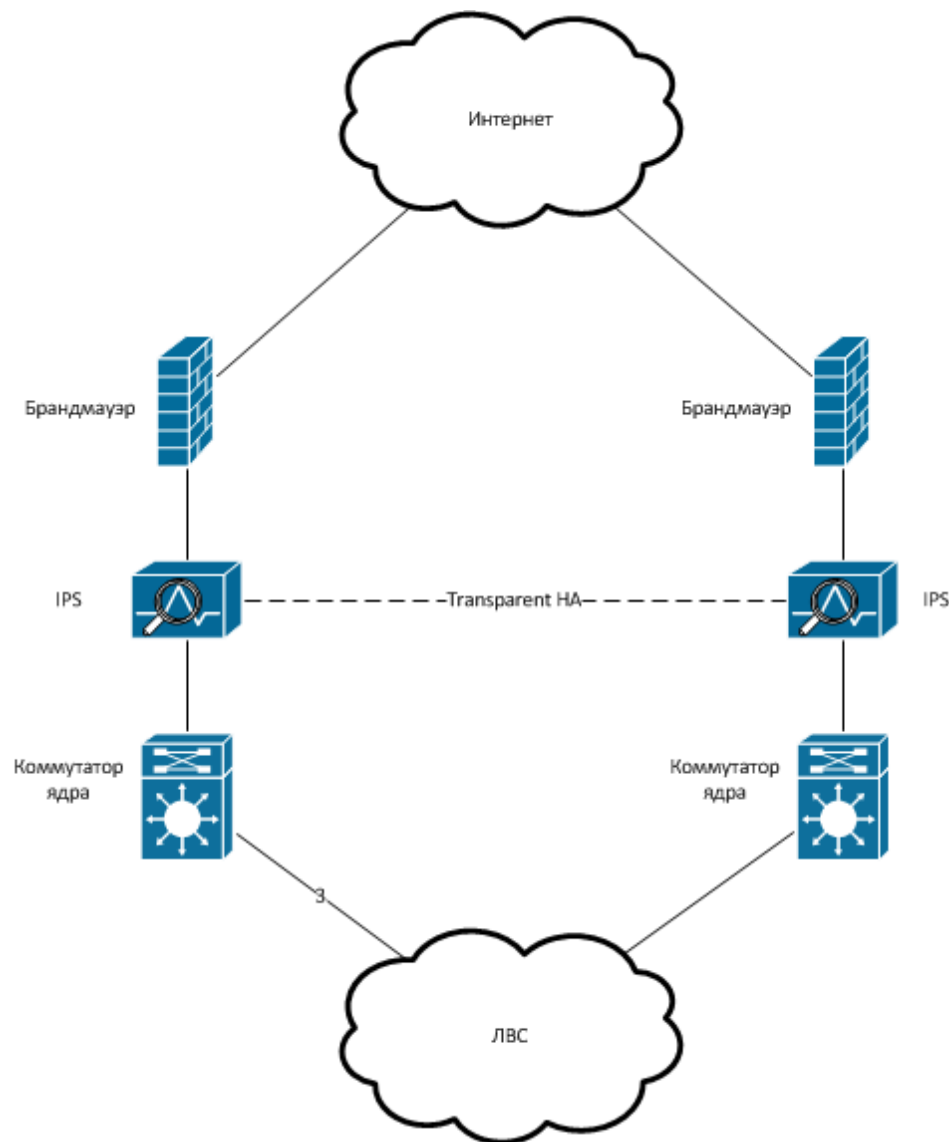 Интернет
Брандмауэр
Брандмауэр
IPS
Transparent HA
IPS
Коммутатор
ядра
Коммутатор
ядра
3
ЛВС